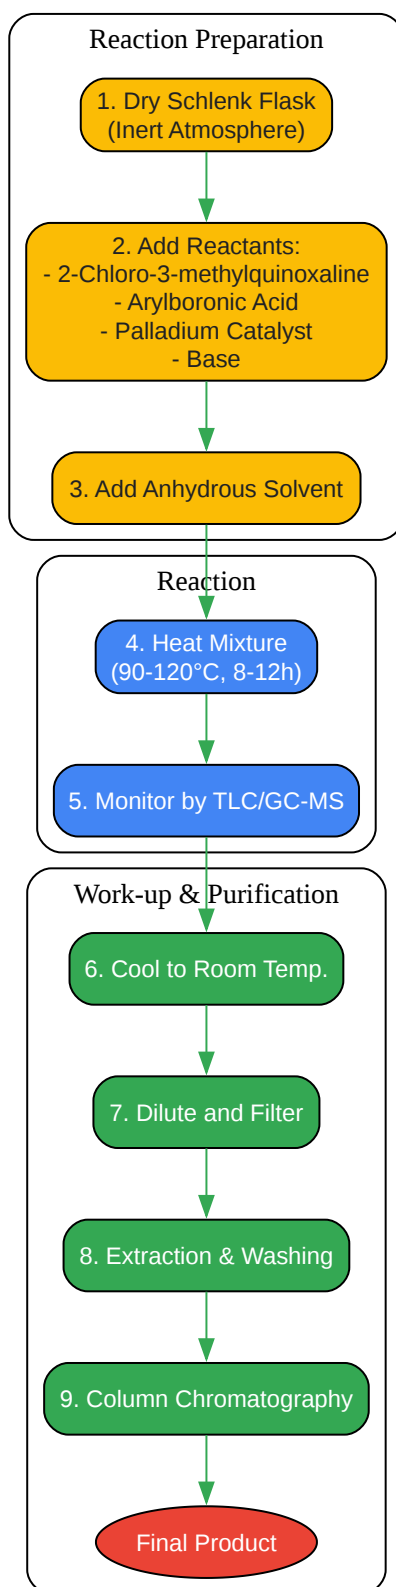 Reaction Preparation
1. Dry Schlenk Flask
(Inert Atmosphere)
2. Add Reactants:
- 2-Chloro-3-methylquinoxaline
- Arylboronic Acid
- Palladium Catalyst
- Base
3. Add Anhydrous Solvent
Reaction
4. Heat Mixture
(90-120°C, 8-12h)
5. Monitor by TLC/GC-MS
Work-up & Purification
6. Cool to Room Temp.
7. Dilute and Filter
8. Extraction & Washing
9. Column Chromatography
Final Product